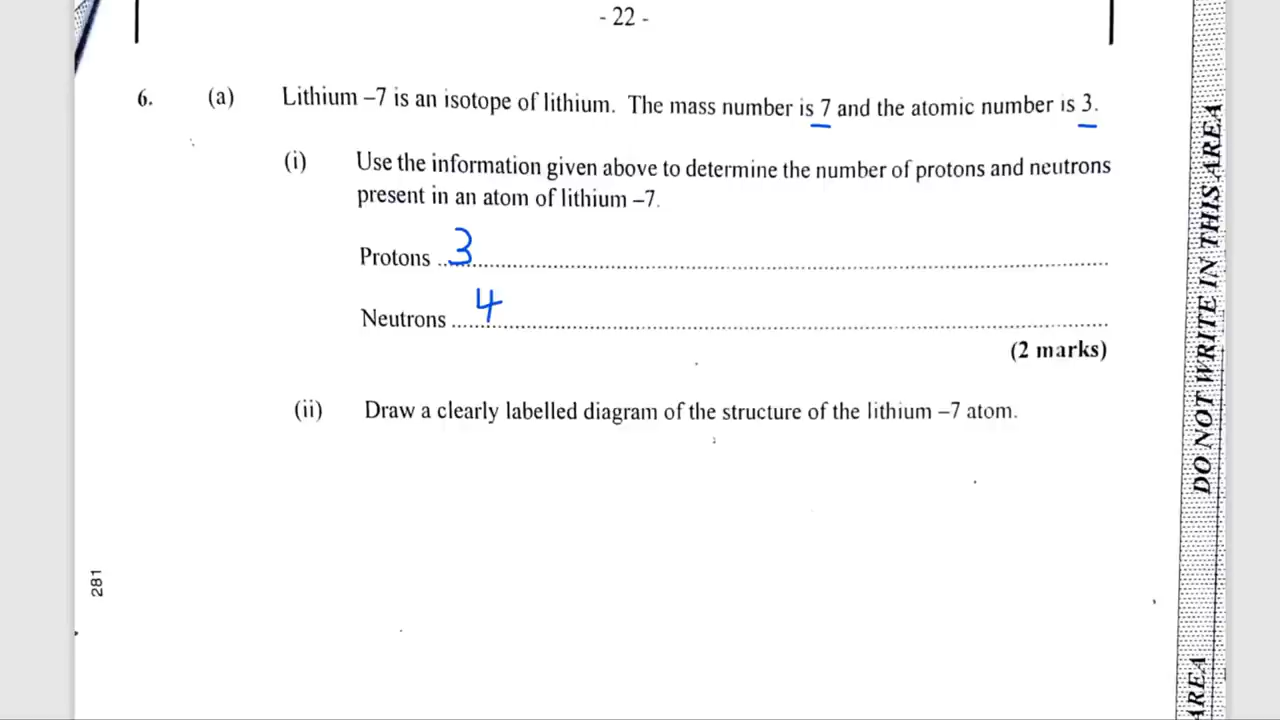 - 22 -
6. (a) Lithium –7 is an isotope of lithium. The mass number is 7 and the atomic number is 3.
(i) Use the information given above to determine the number of protons and neutrons
present in an atom of lithium –7.
Protons 3
Neutrons 4
(2 marks)
(ii) Draw a clearly labelled diagram of the structure of the lithium –7 atom.
281
DO NOT WRITE IN THIS AREA
AREA